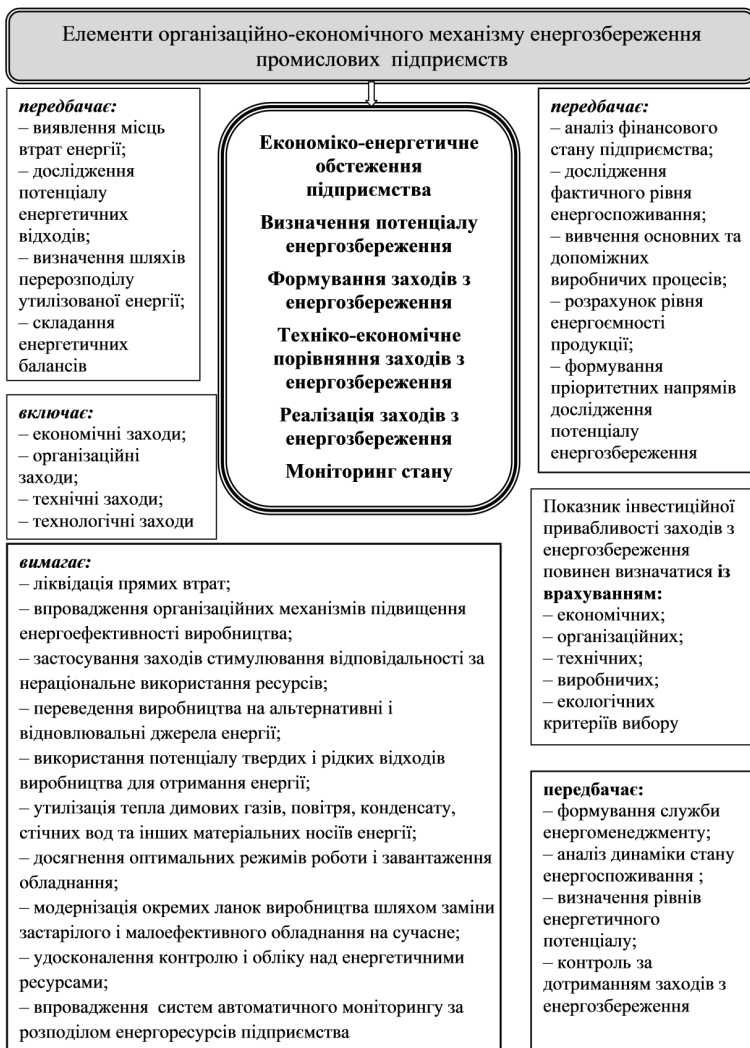 Елементи організаційно-економічного механізму енергозбереження
промислових підприємств
передбачає:
– виявлення місць
втрат енергії;
– дослідження
потенціалу
енергетичних
відходів;
– визначення шляхів
перерозподілу
утилізованої енергії;
– складання
енергетичних
балансів
Економіко-енергетичне
обстеження
підприємства
Визначення потенціалу
енергозбереження
Формування заходів з
енергозбереження
Техніко-економічне
порівняння заходів з
енергозбереження
Реалізація заходів з
енергозбереження
Моніторинг стану
передбачає:
– аналіз фінансового
стану підприємства;
– дослідження
фактичного рівня
енергоспоживання;
– вивчення основних та
допоміжних
виробничих процесів;
– розрахунок рівня
енергоємності
продукції;
– формування
пріоритетних напрямів
дослідження
потенціалу
енергозбереження
включає:
– економічні заходи;
– організаційні
заходи;
– технічні заходи;
– технологічні заходи
Показник інвестиційної
привабливості заходів з
енергозбереження
повинен визначатися із
врахуванням:
– економічних;
– організаційних;
– технічних;
– виробничих;
– екологічних
критеріїв вибору
вимагає:
– ліквідація прямих втрат;
– впровадження організаційних механізмів підвищення
енергоефективності виробництва;
– застосування заходів стимулювання відповідальності за
нераціональне використання ресурсів;
– переведення виробництва на альтернативні і
відновлювальні джерела енергії;
– використання потенціалу твердих і рідких відходів
виробництва для отримання енергії;
– утилізація тепла димових газів, повітря, конденсату,
стічних вод та інших матеріальних носіїв енергії;
– досягнення оптимальних режимів роботи і завантаження
обладнання;
– модернізація окремих ланок виробництва шляхом заміни
застарілого і малоефективного обладнання на сучасне;
– удосконалення контролю і обліку над енергетичними
ресурсами;
– впровадження  систем автоматичного моніторингу за
розподілом енергоресурсів підприємства
передбачає:
– формування служби
енергоменеджменту;
– аналіз динаміки стану
енергоспоживання ;
– визначення рівнів
енергетичного
потенціалу;
– контроль за
дотриманням заходів з
енергозбереження